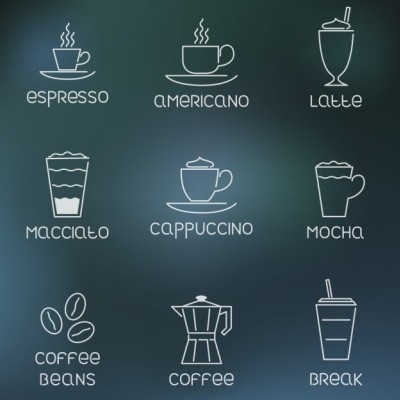 ESPRESSO
AMERICANO
LATTE
MACCIATO
CAPPUCCINO
MOCHA
COFFEE
BEANS
COFFEE
BREAK